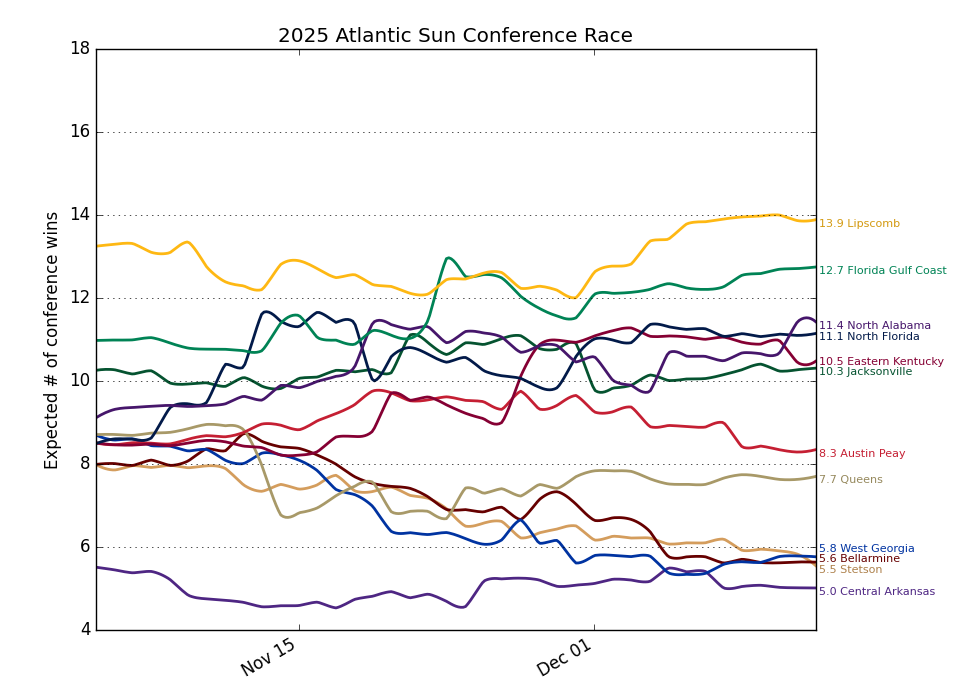 2025 Atlantic Sun Conference Race
Expected # of conference wins
18
16
14
12
10
8
6
4
Nov 15
Dec 01
13.9 Lipscomb
12.7 Florida Gulf Coast
11.4 North Alabama
11.1 North Florida
10.5 Eastern Kentucky
10.3 Jacksonville
8.3 Austin Peay
7.7 Queens
5.8 West Georgia
5.6 Bellarmine
5.5 Stetson
5.0 Central Arkansas